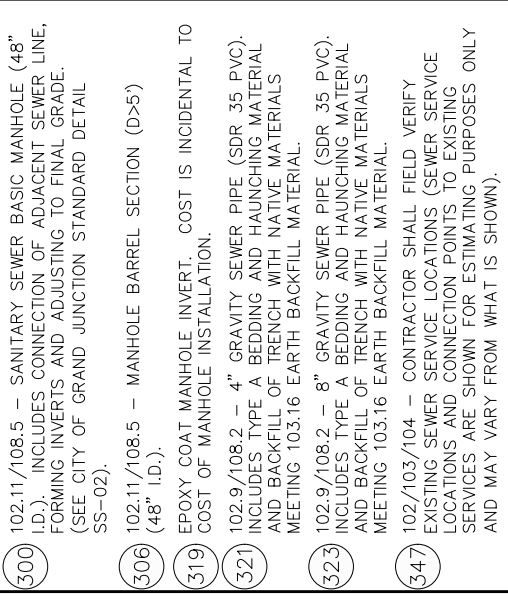 300 102.11/108.5 – SANITARY SEWER BASIC MANHOLE (48"
I.D.). INCLUDES CONNECTION OF ADJACENT SEWER LINE,
FORMING INVERTS AND ADJUSTING TO FINAL GRADE.
(SEE CITY OF GRAND JUNCTION STANDARD DETAIL
SS–02).
306 102.11/108.5 – MANHOLE BARREL SECTION (D>5')
(48" I.D.).
319 EPOXY COAT MANHOLE INVERT. COST IS INCIDENTAL TO
COST OF MANHOLE INSTALLATION.
321 102.9/108.2 – 4" GRAVITY SEWER PIPE (SDR 35 PVC).
INCLUDES TYPE A BEDDING AND HAUNCHING MATERIAL
AND BACKFILL OF TRENCH WITH NATIVE MATERIALS
MEETING 103.16 EARTH BACKFILL MATERIAL.
323 102.9/108.2 – 8" GRAVITY SEWER PIPE (SDR 35 PVC).
INCLUDES TYPE A BEDDING AND HAUNCHING MATERIAL
AND BACKFILL OF TRENCH WITH NATIVE MATERIALS
MEETING 103.16 EARTH BACKFILL MATERIAL.
347 102/103/104 – CONTRACTOR SHALL FIELD VERIFY
EXISTING SEWER SERVICE LOCATIONS (SEWER SERVICE
LOCATIONS AND CONNECTION POINTS TO EXISTING
SERVICES ARE SHOWN FOR ESTIMATING PURPOSES ONLY
AND MAY VARY FROM WHAT IS SHOWN).